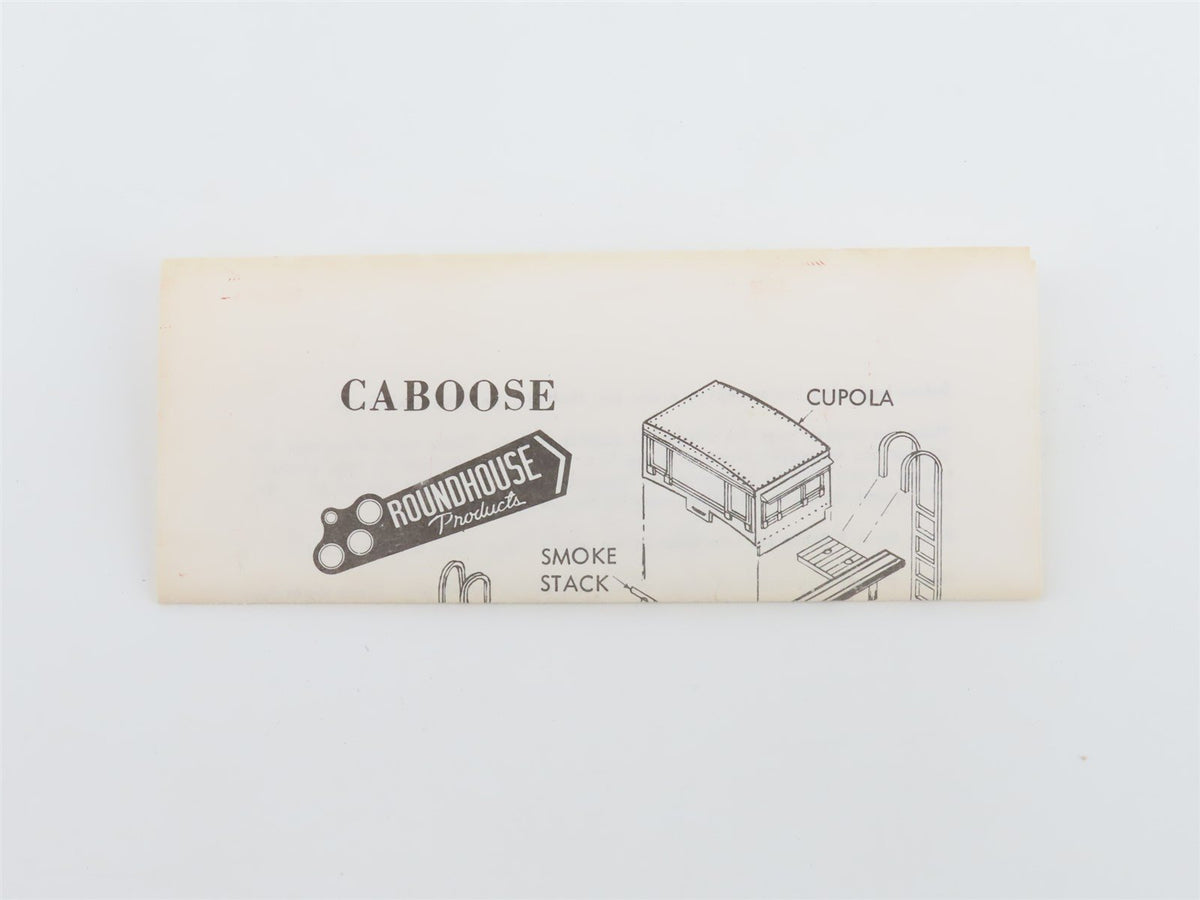 CABOOSE
CUPOLA
ROUNDHOUSE
Products
SMOKE
STACK